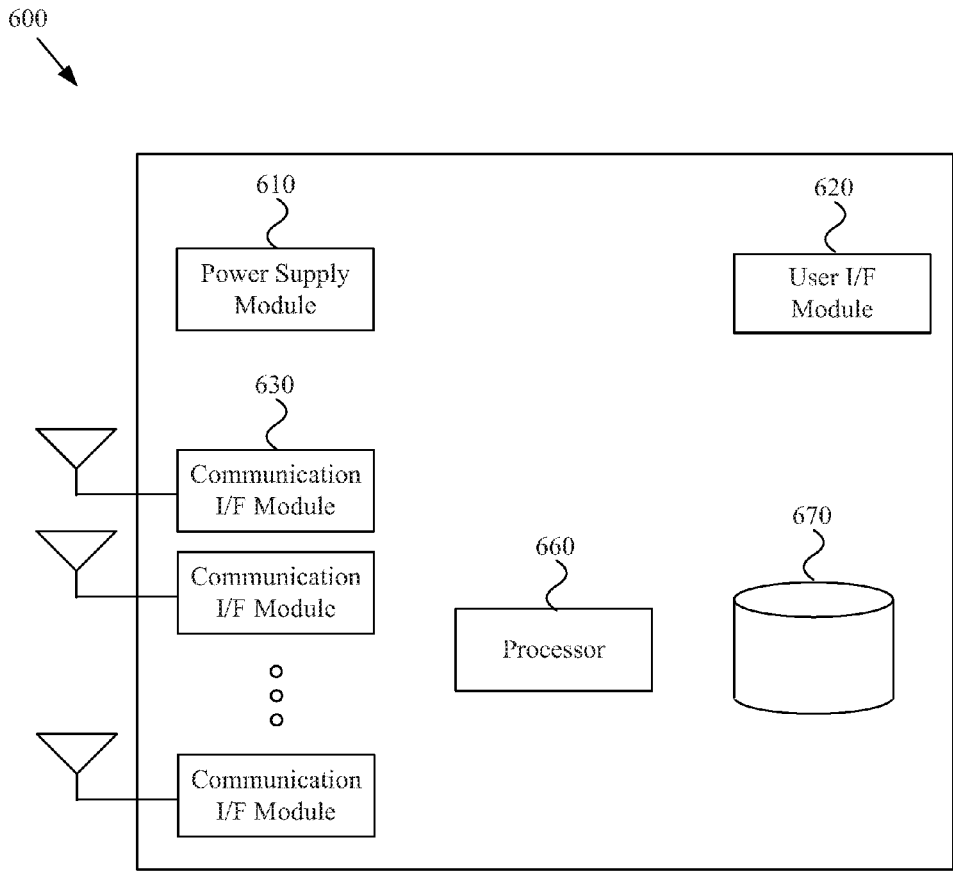 600
610
620
Power Supply
Module
User I/F
Module
630
Communication
I/F Module
Communication
I/F Module
660
670
Processor
Communication
I/F Module